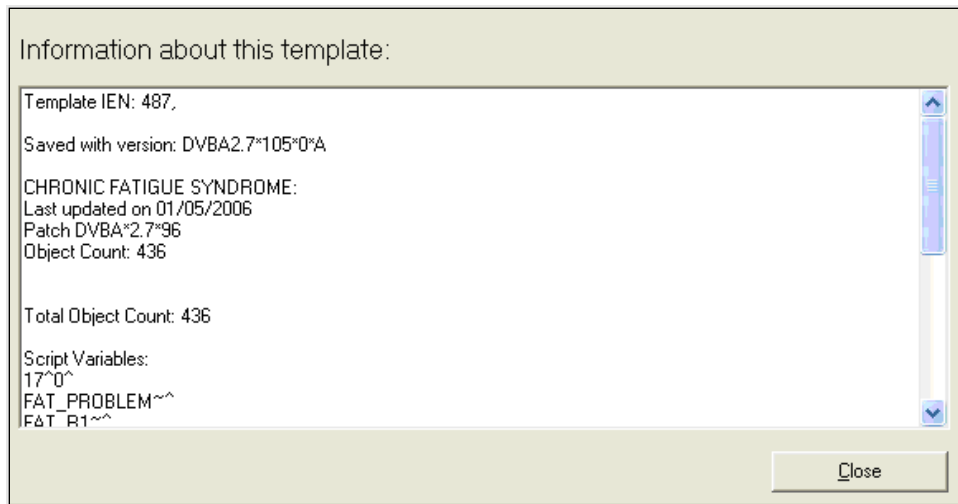 Information about this template:
Template IEN: 487,
Saved with version: DVBA2.7*105*0*A
CHRONIC FATIGUE SYNDROME:
Last updated on 01/05/2006
Patch DVBA*2.7*96
Object Count: 436
Total Object Count: 436
Script Variables:
17^0^
FAT_PROBLEM~^
FAT_R1~^
Close